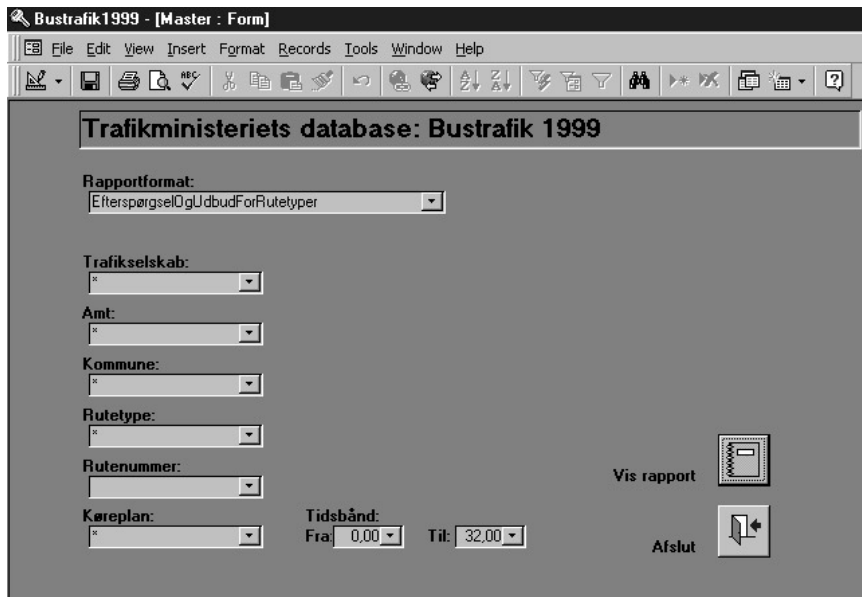 Bustrafik1999 - [Master : Form]
File Edit View Insert Format Records Tools Window Help
ABC A Z Z A
Trafikministeriets database: Bustrafik 1999
Rapportformat:
EfterspørgselOgUdbudForRutetyper
Trafikselskab:
*
Amt:
*
Kommune:
*
Rutetype:
*
Rutenummer:
Vis rapport
Køreplan:
*
Tidsbånd:
Fra: 0,00 Til: 32,00
Afslut